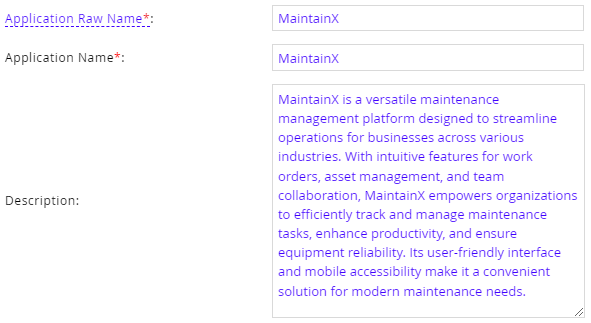 Application Raw Name*: MaintainX
Application Name*: MaintainX
Description:
MaintainX is a versatile maintenance
management platform designed to streamline
operations for businesses across various
industries. With intuitive features for work
orders, asset management, and team
collaboration, MaintainX empowers organizations
to efficiently track and manage maintenance
tasks, enhance productivity, and ensure
equipment reliability. Its user-friendly interface
and mobile accessibility make it a convenient
solution for modern maintenance needs.